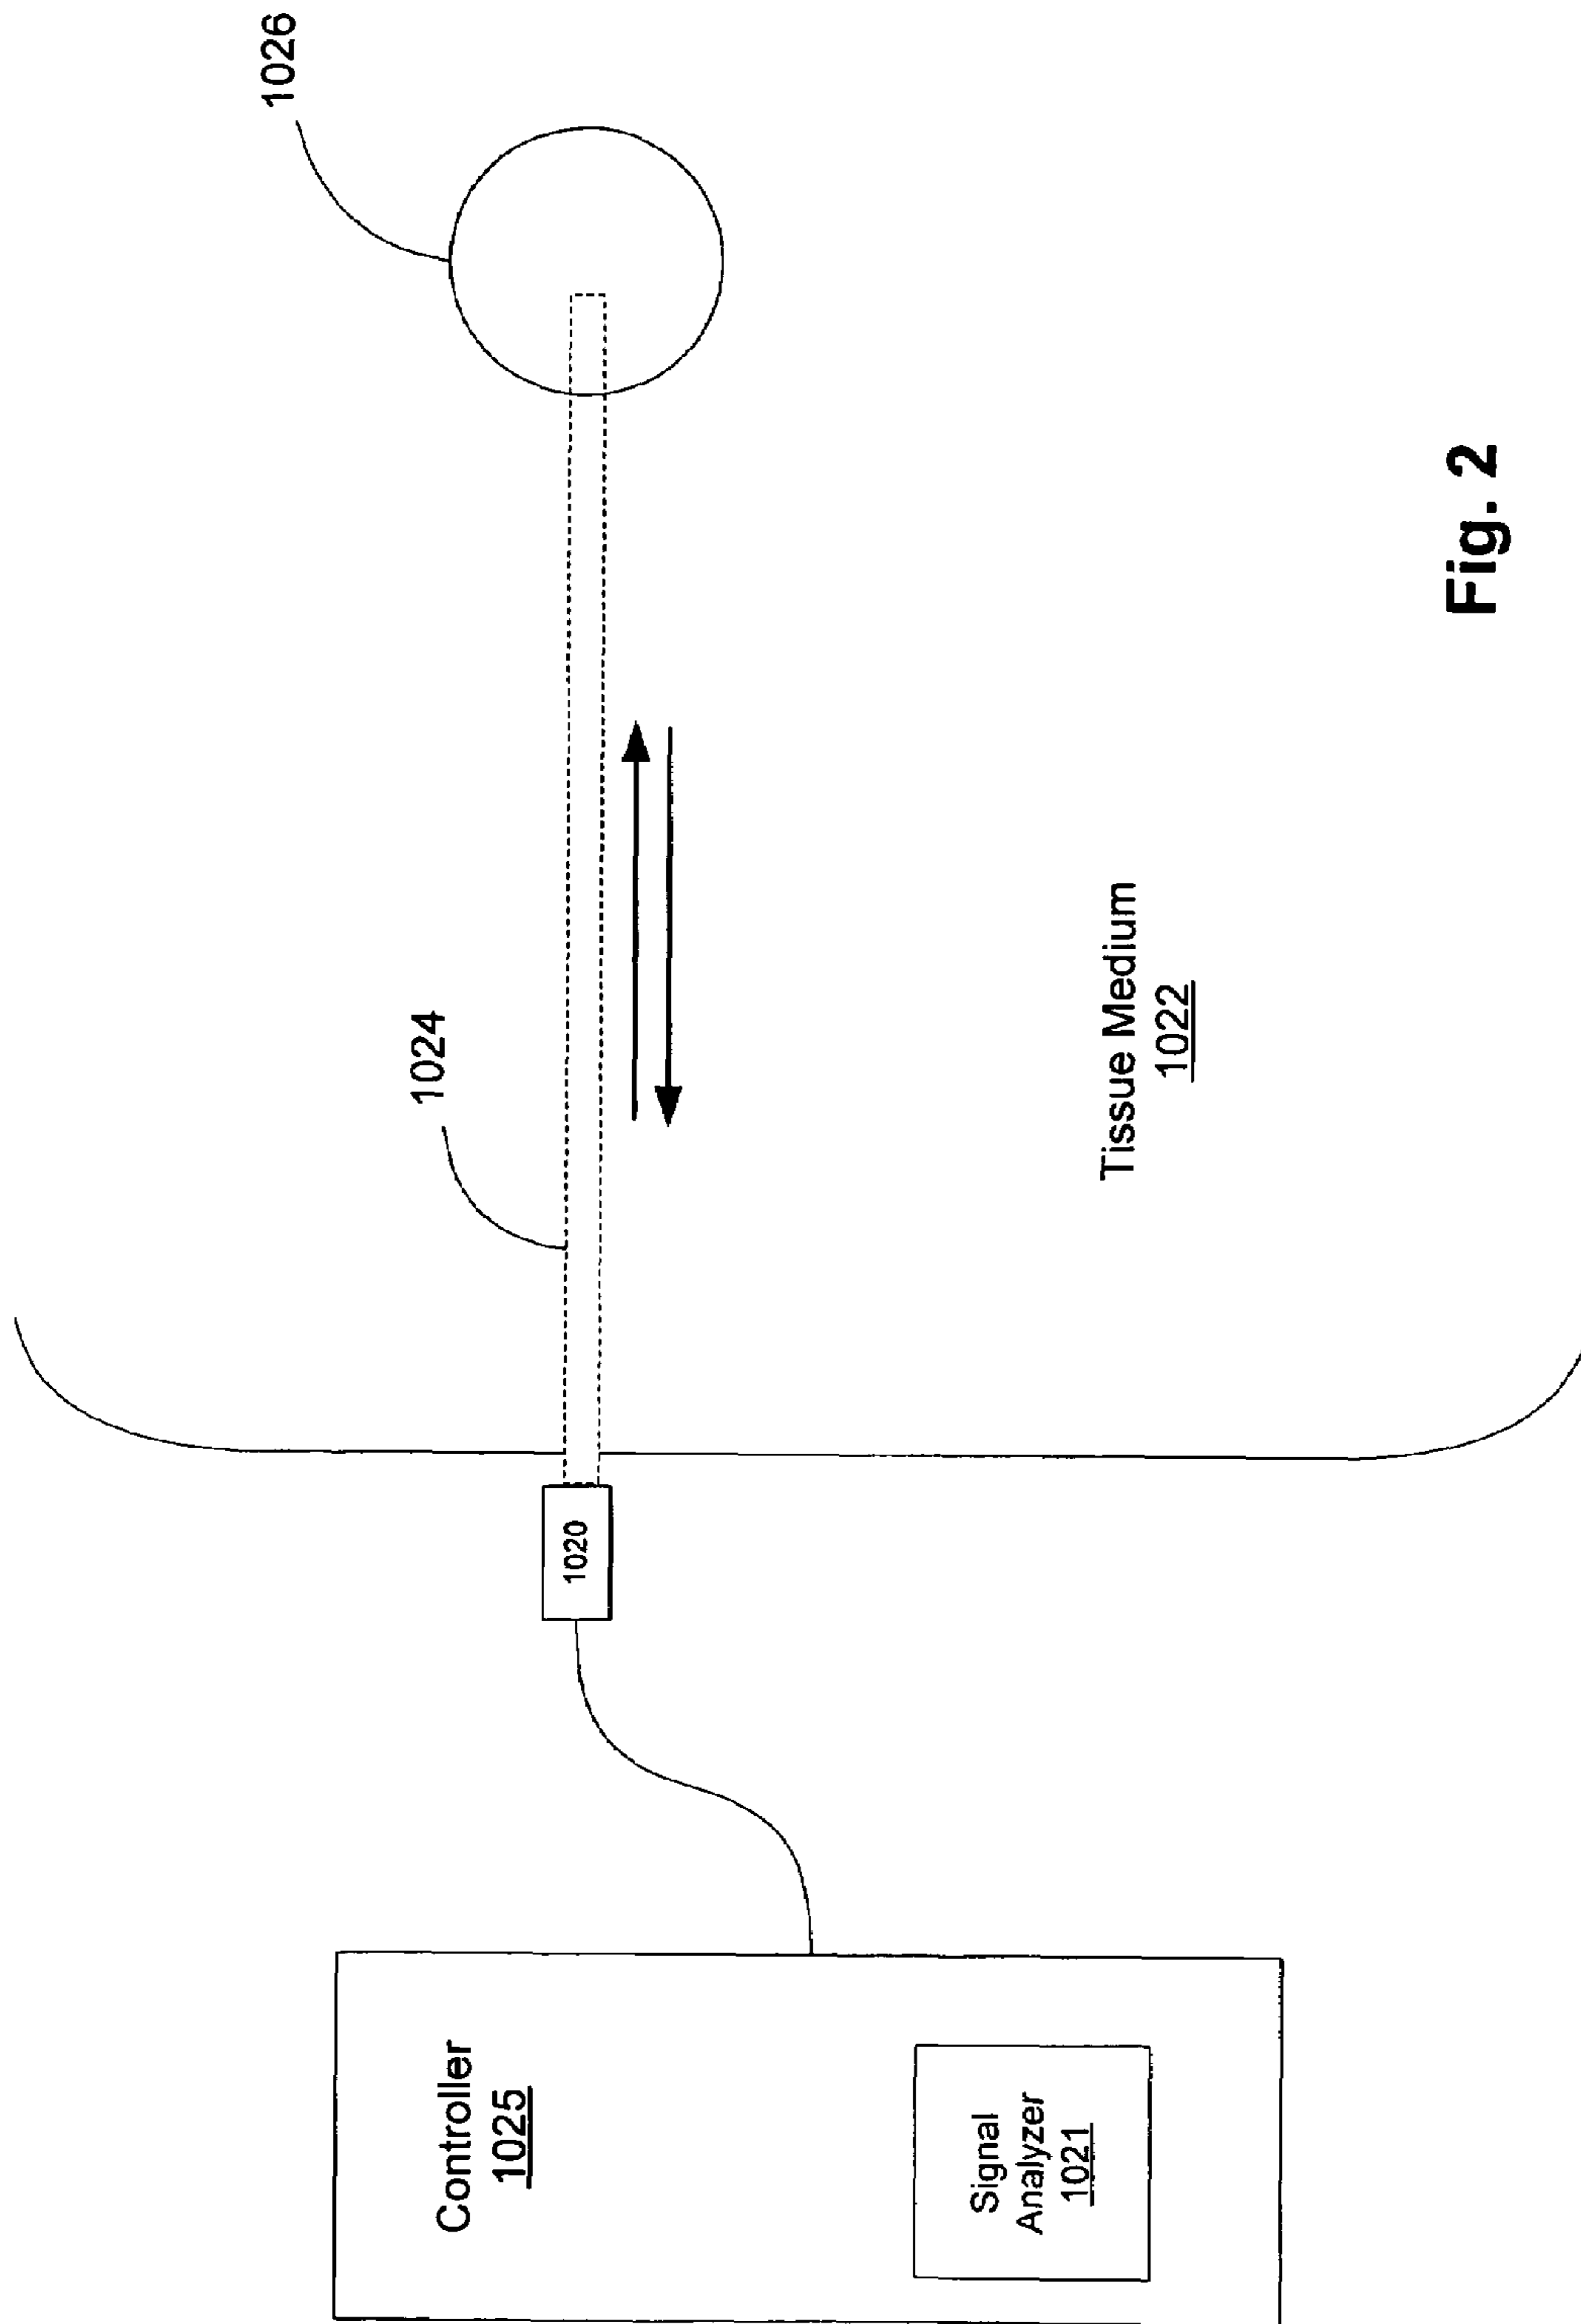 Controller
1025
Signal
Analyzer
1021
1020
1024
1026
Tissue Medium
1022
Fig. 2